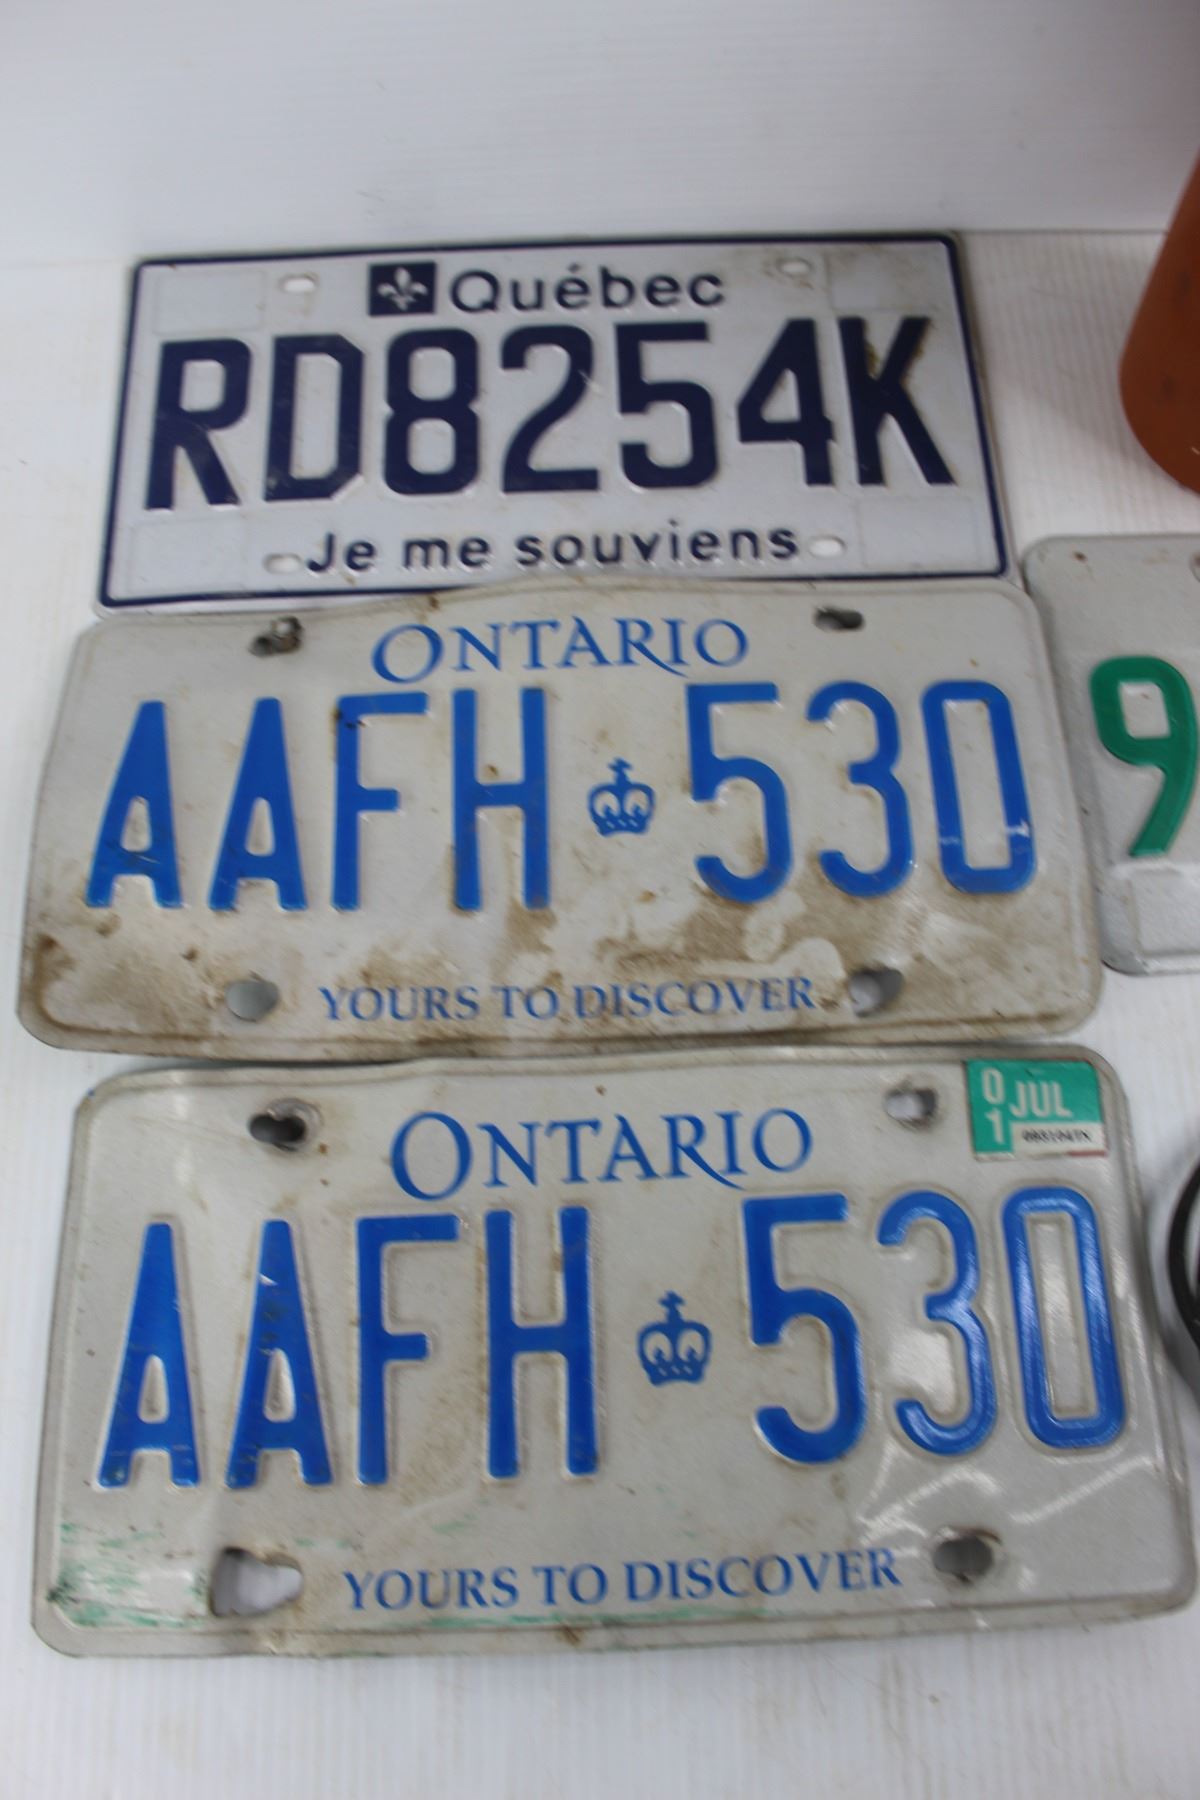 Québec
RD8254K
Je me souviens
ONTARIO
AAFH 530
YOURS TO DISCOVER
9
ONTARIO
01 JUL
AAFH 530
YOURS TO DISCOVER